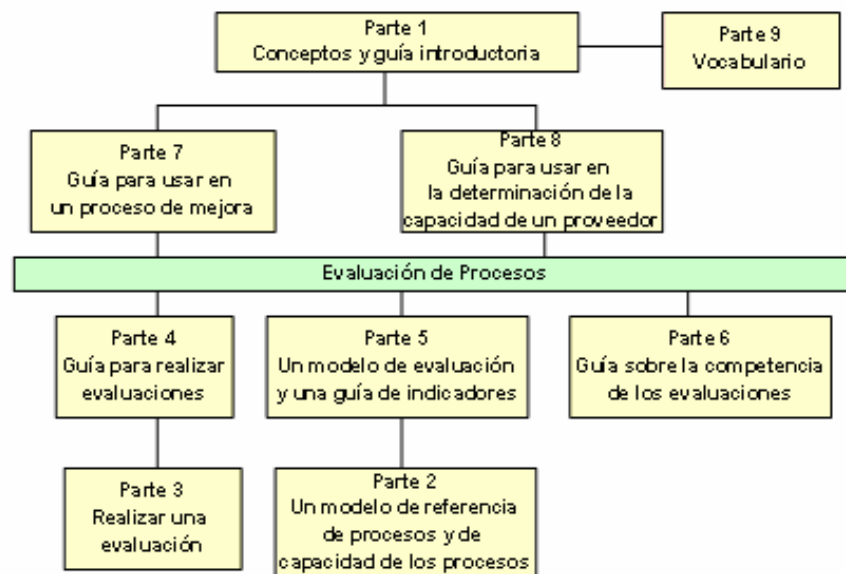 Parte 1
Conceptos y guía introductoria
Parte 9
Vocabulario
Parte 7
Guía para usar en
un proceso de mejora
Parte 8
Guía para usar en
la determinación de la
capacidad de un proveedor
Evaluación de Procesos
Parte 4
Guía para realizar
evaluaciones
Parte 5
Un modelo de evaluación
y una guía de indicadores
Parte 6
Guía sobre la competencia
de los evaluaciones
Parte 3
Realizar una
evaluación
Parte 2
Un modelo de referencia
de procesos y de
capacidad de los procesos